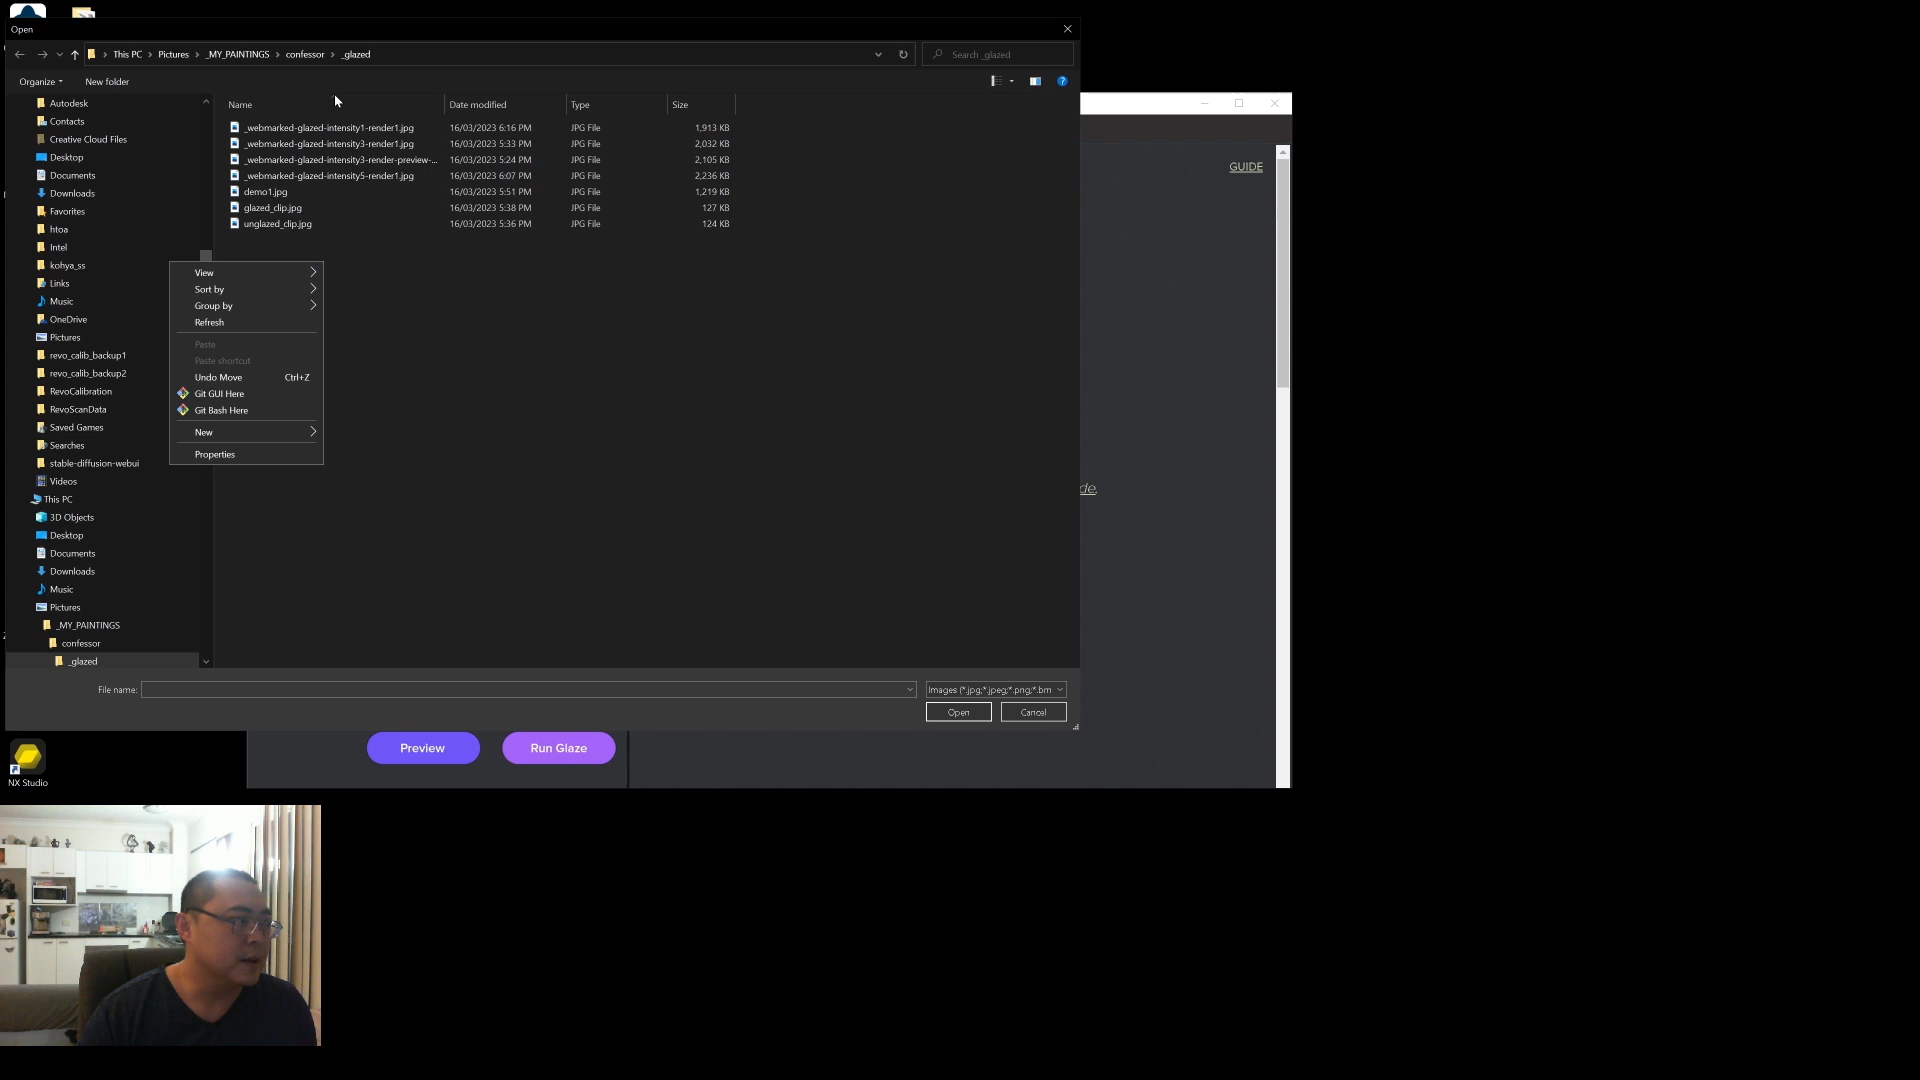 Open
This PC > Pictures > _MY_PAINTINGS > confessor > _glazed
Search _glazed
Organize
New folder
Name
Date modified
Type
Size
_webmarked-glazed-intensity1-render1.jpg 16/03/2023 6:16 PM JPG File 1,913 KB
_webmarked-glazed-intensity3-render1.jpg 16/03/2023 5:33 PM JPG File 2,032 KB
_webmarked-glazed-intensity3-render-preview-... 16/03/2023 5:24 PM JPG File 2,105 KB
_webmarked-glazed-intensity5-render1.jpg 16/03/2023 6:07 PM JPG File 2,236 KB
demo1.jpg 16/03/2023 5:51 PM JPG File 1,219 KB
glazed_clip.jpg 16/03/2023 5:38 PM JPG File 127 KB
unglazed_clip.jpg 16/03/2023 5:36 PM JPG File 124 KB
Autodesk
Contacts
Creative Cloud Files
Desktop
Documents
Downloads
Favorites
htoa
Intel
kohya_ss
Links
Music
OneDrive
Pictures
revo_calib_backup1
revo_calib_backup2
RevoCalibration
RevoScanData
Saved Games
Searches
stable-diffusion-webui
Videos
This PC
3D Objects
Desktop
Documents
Downloads
Music
Pictures
_MY_PAINTINGS
confessor
_glazed
View
Sort by
Group by
Refresh
Paste
Paste shortcut
Undo Move Ctrl+Z
Git GUI Here
Git Bash Here
New
Properties
GUIDE
de.
File name:
Images (*.jpg;*.jpeg;*.png;*.bm
Open
Cancel
Preview
Run Glaze
NX Studio